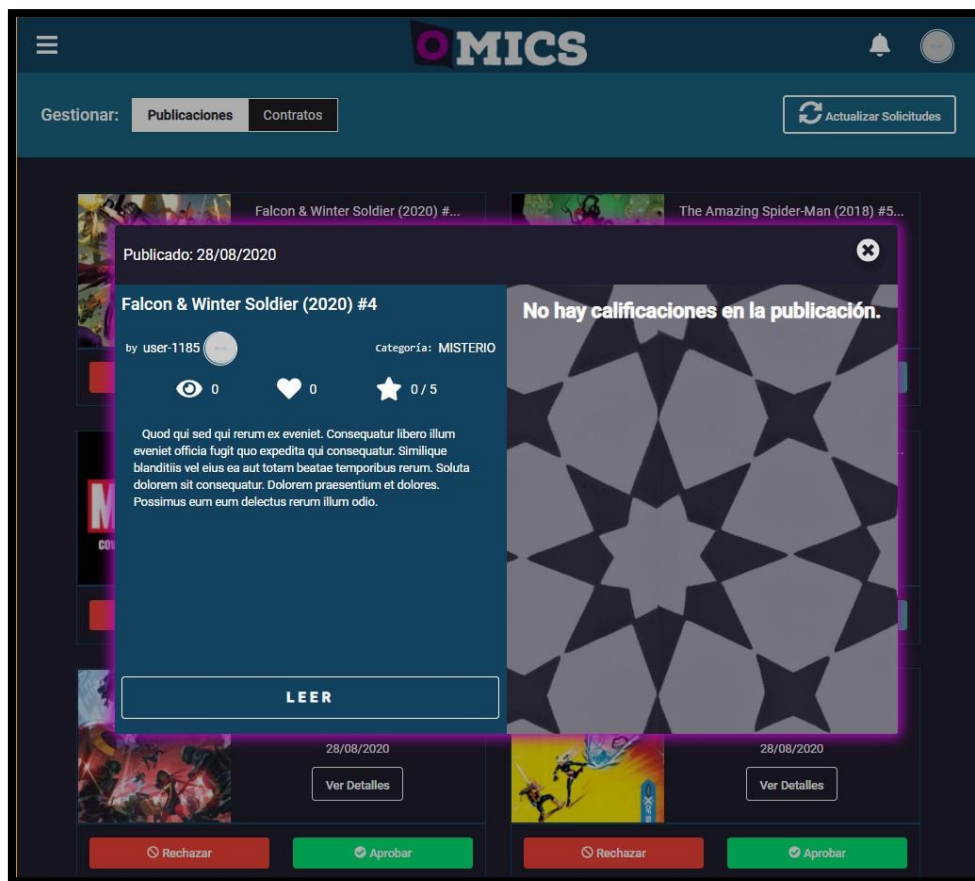 OMICS
Gestionar:
Publicaciones
Contratos
Actualizar Solicitudes
Falcon & Winter Soldier (2020) #...
The Amazing Spider-Man (2018) #5...
Publicado: 28/08/2020
Falcon & Winter Soldier (2020) #4
by user-1185
Categoría: MISTERIO
0
0
0 / 5
Quod qui sed qui rerum ex eveniet. Consequatur libero illum
eveniet officia fugit quo expedita qui consequatur. Similique
blanditiis vel eius ea aut totam beatae temporibus rerum. Soluta
dolorem sit consequatur. Dolorem praesentium et dolores.
Possimus eum eum delectus rerum illum odio.
LEER
No hay calificaciones en la publicación.
28/08/2020
Ver Detalles
Rechazar
Aprobar
28/08/2020
Ver Detalles
Rechazar
Aprobar